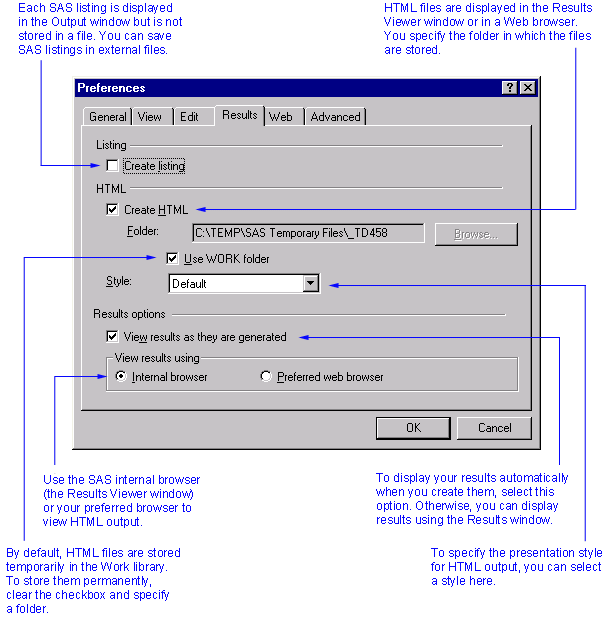 Each SAS listing is displayed
in the Output window but is not
stored in a file. You can save
SAS listings in external files.
HTML files are displayed in the Results
Viewer window or in a Web browser.
You specify the folder in which the files
are stored.
Preferences
General View Edit Results Web Advanced
Listing
Create listing
HTML
Create HTML
Folder: C:\TEMP\SAS Temporary Files\_TD458 Browse...
Use WORK folder
Style: Default
Results options
View results as they are generated
View results using
Internal browser Preferred web browser
OK Cancel
Use the SAS internal browser
(the Results Viewer window)
or your preferred browser to
view HTML output.
To display your results automatically
when you create them, select this
option. Otherwise, you can display
results using the Results window.
By default, HTML files are stored
temporarily in the Work library.
To store them permanently,
clear the checkbox and specify
a folder.
To specify the presentation style
for HTML output, you can select
a style here.